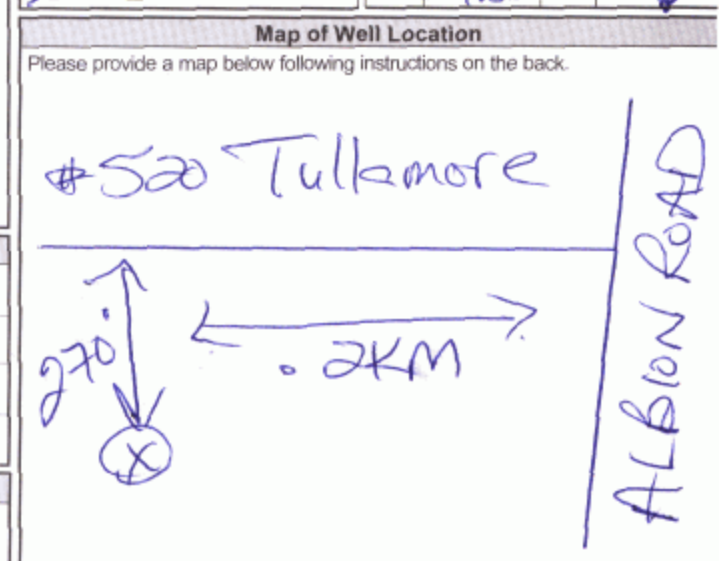 Map of Well Location
Please provide a map below following instructions on the back.
#520 Tullamore
ALBION ROAD
270'
.2KM
X